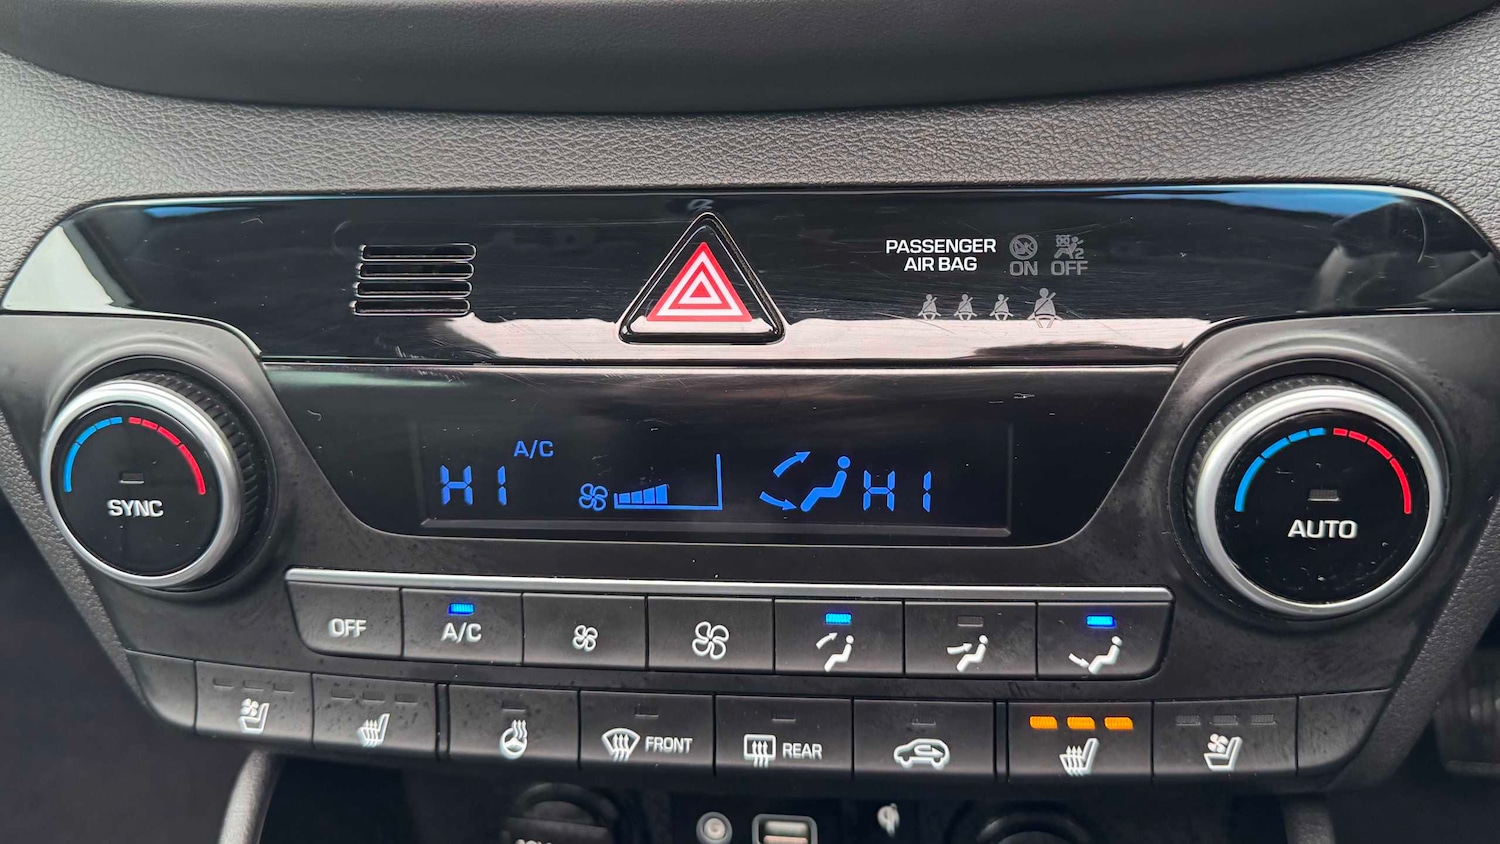 PASSENGER
AIR BAG
ON OFF
A/C
HI
HI
SYNC
AUTO
OFF
A/C
FRONT
REAR